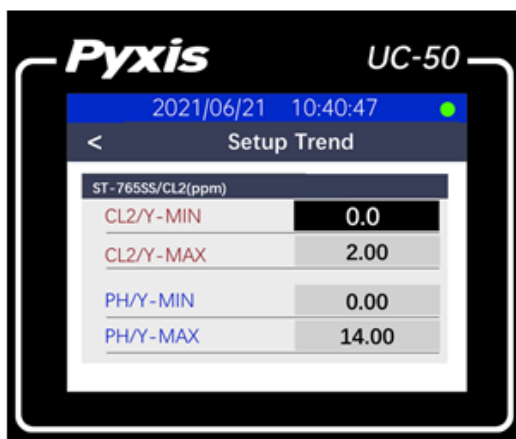 Pyxis UC-50
2021/06/21 10:40:47
< Setup Trend
ST-765SS/CL2(ppm)
CL2/Y-MIN 0.0
CL2/Y-MAX 2.00
PH/Y-MIN 0.00
PH/Y-MAX 14.00